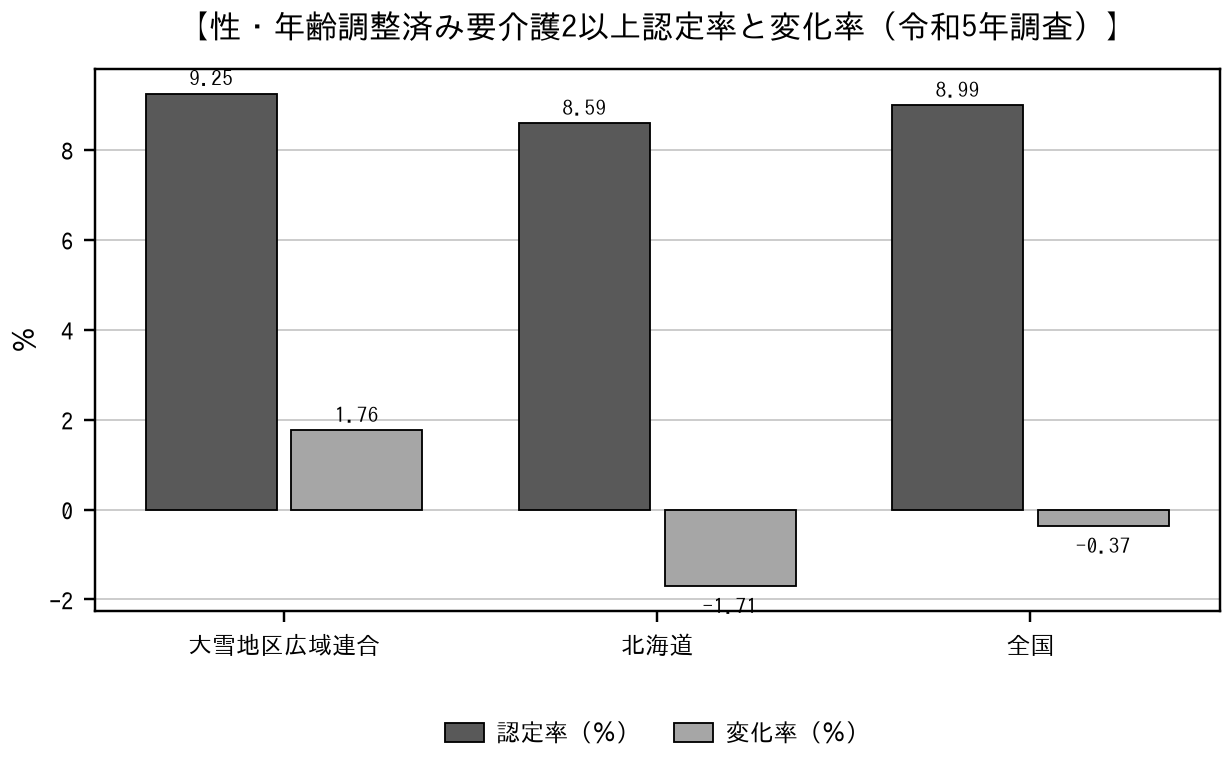 【性・年齢調整済み要介護2以上認定率と変化率（令和5年調査）】
9.25
8.59
8.99
8
6
4
2
0
-2
%
1.76
-1.71
-0.37
大雪地区広域連合
北海道
全国
認定率（%）
変化率（%）